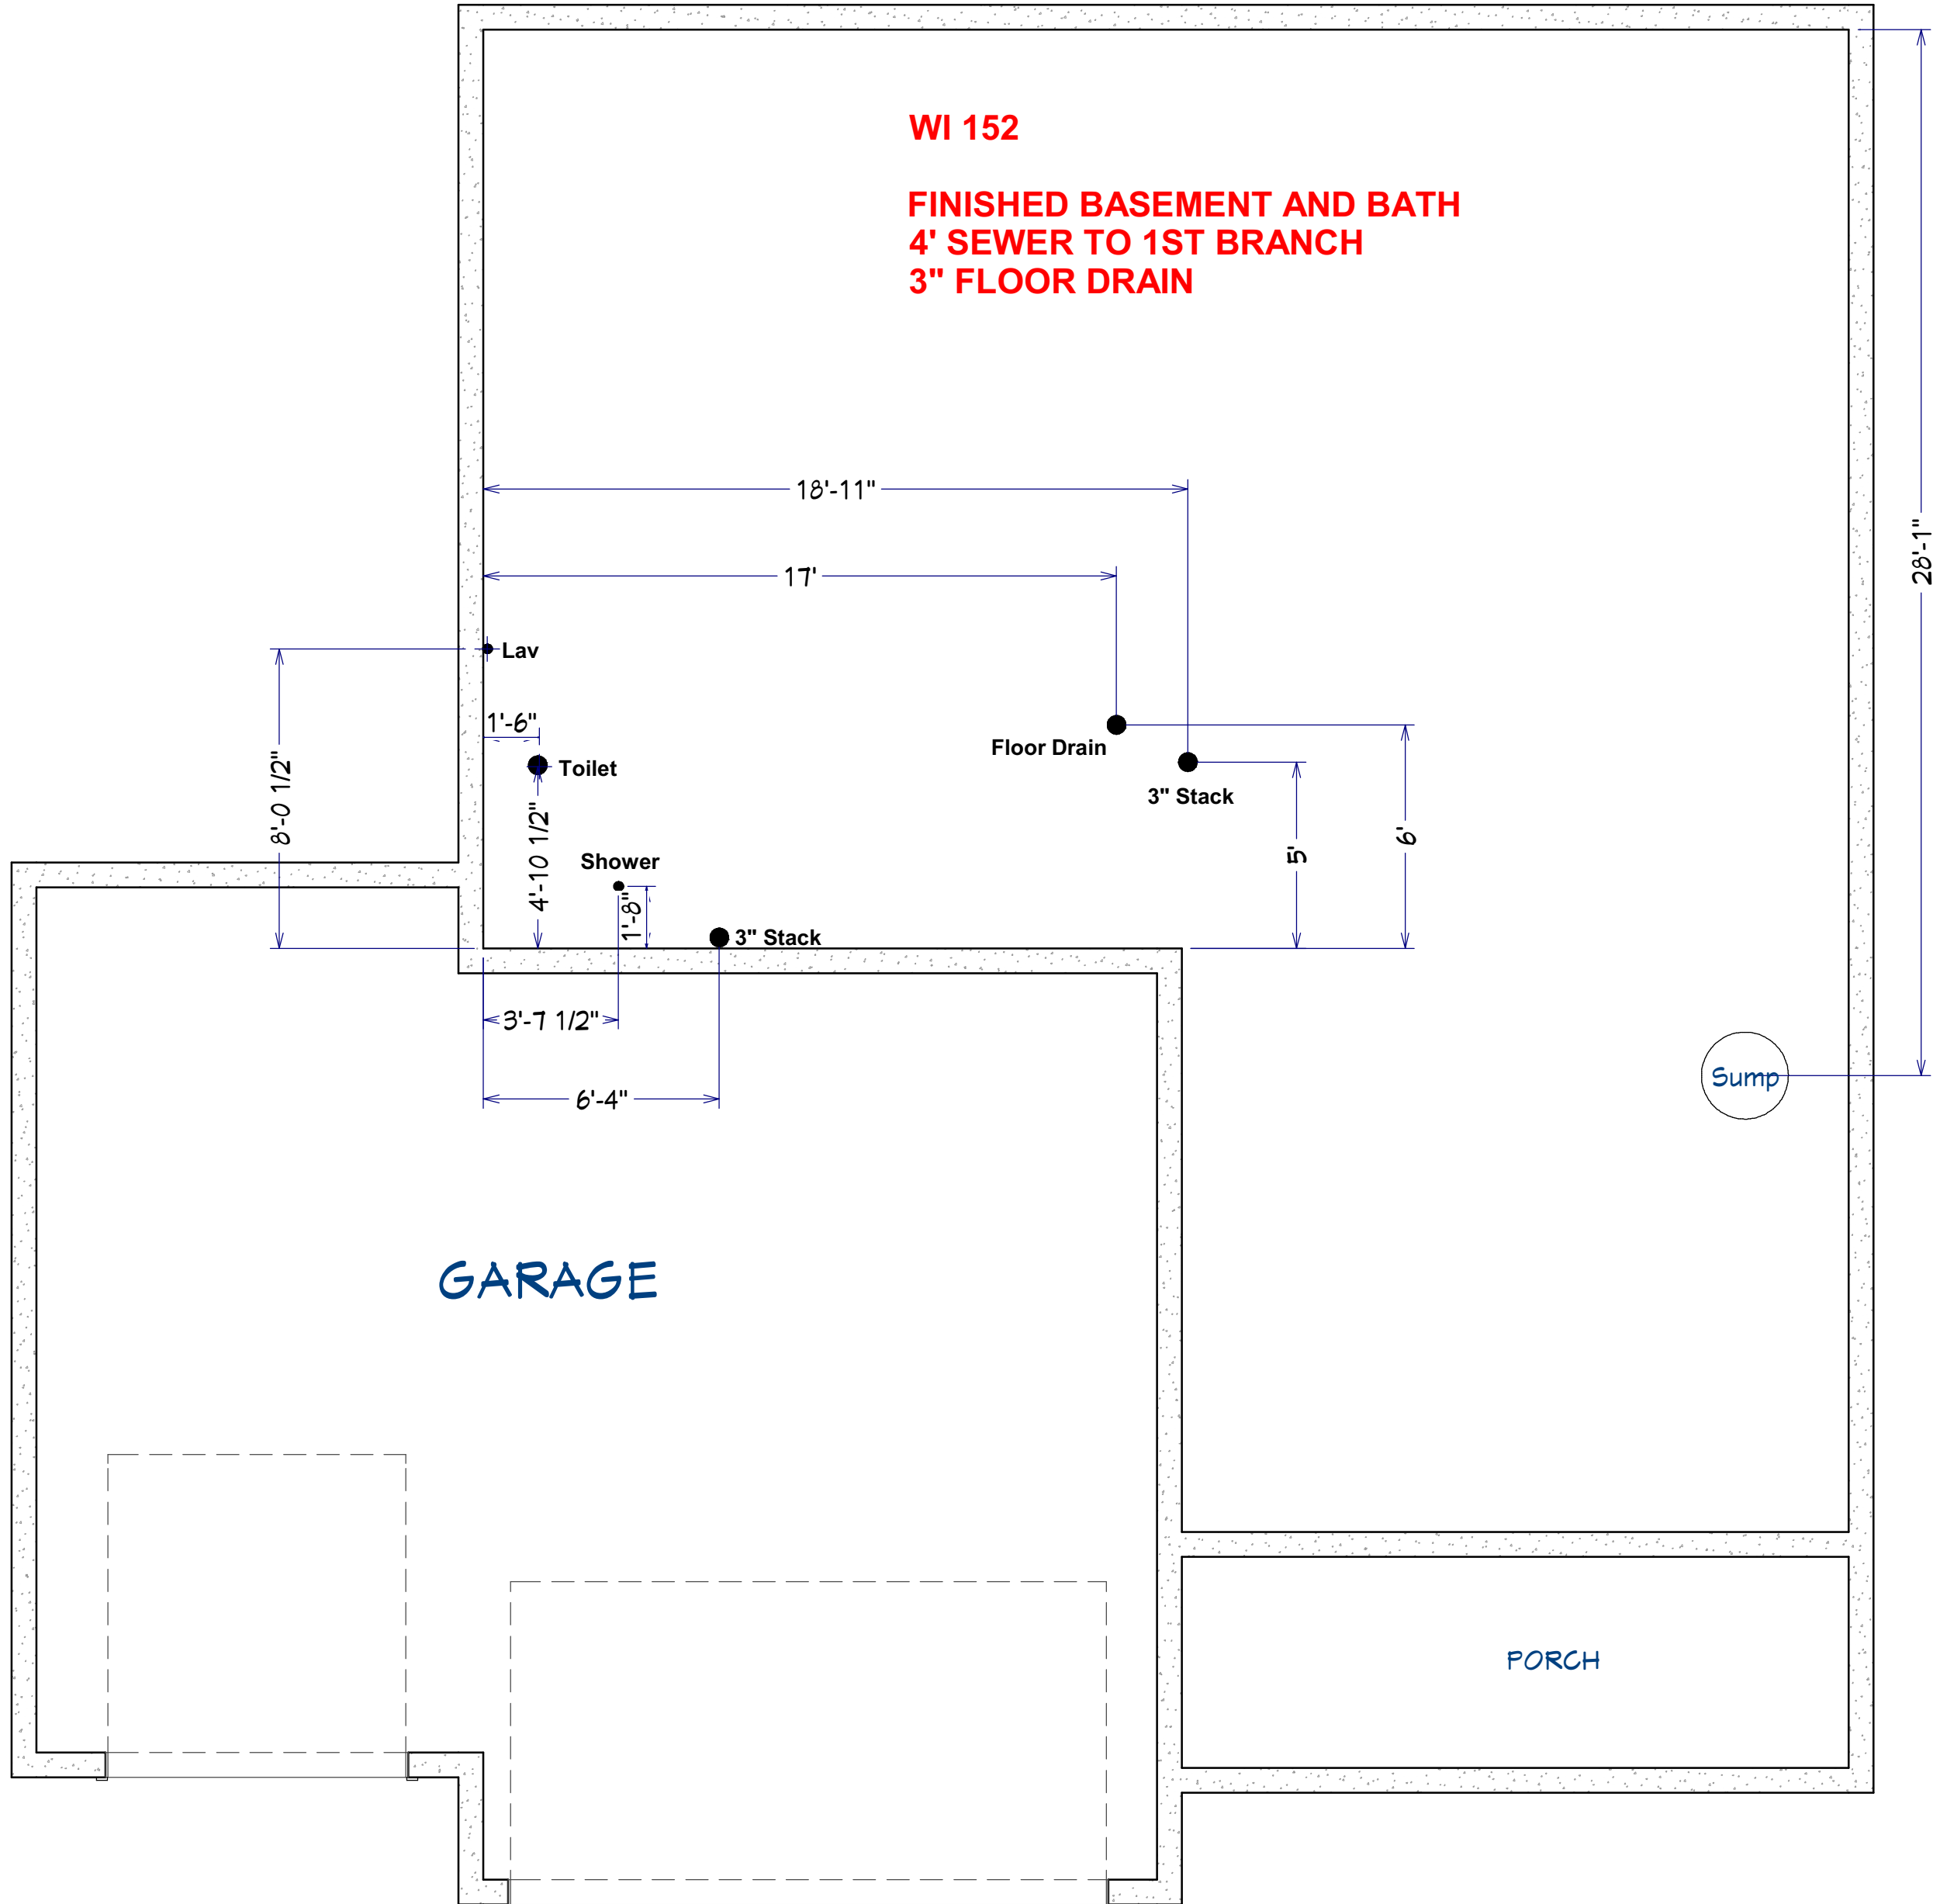 WI 152
FINISHED BASEMENT AND BATH
4' SEWER TO 1ST BRANCH
3" FLOOR DRAIN
18'-11"
28'-1"
17'
Lav
1'-6"
Floor Drain
Toilet
3" Stack
8'-0 1/2"
4'-10 1/2"
6'
5'
Shower
1'-8"
3" Stack
3'-7 1/2"
Sump
6'-4"
GARAGE
PORCH